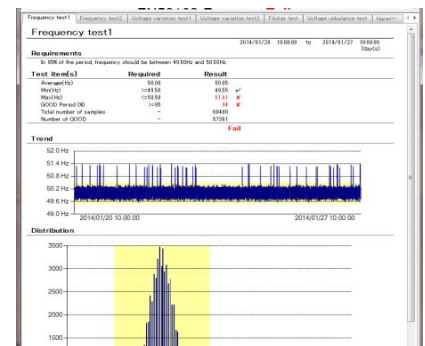 Frequency test1 Frequency test2 Voltage variation test1 Voltage variation test2 Flicker test Voltage unbalance test
Frequency test1
2014/01/20 10:00:00 to 2014/01/27 10:00:00
7day(s)
Requirements
In 95% of the period, frequency should be between 49.50Hz and 50.50Hz.
Test Item(s) Required Result
Average(Hz) 50.00 50.05
Min(Hz) >=49.50 49.55 ✔
Max(Hz) <=50.50 51.41 ✘
GOOD Period (%) >=95 94 ✘
Total number of samples - 60480
Number of GOOD - 57061
Fail
Trend
52.0 Hz
51.4 Hz
50.8 Hz
50.2 Hz
49.6 Hz
49.0 Hz
2014/01/20 10:00:00 2014/01/27 10:00:00
Distribution
3500
3000
2500
2000
1500